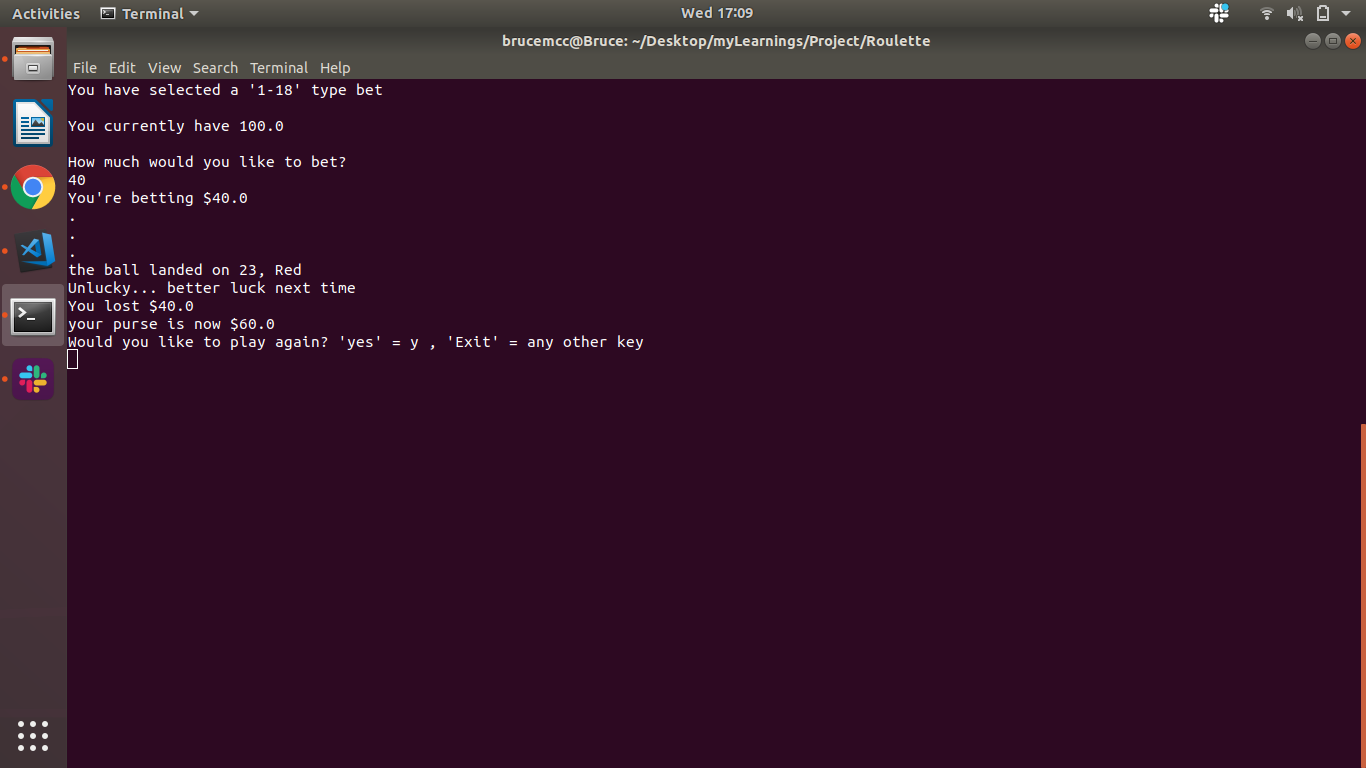 Activities Terminal Wed 17:09
brucemcc@Bruce: ~/Desktop/myLearnings/Project/Roulette
File Edit View Search Terminal Help
You have selected a '1-18' type bet
You currently have 100.0
How much would you like to bet?
40
You're betting $40.0
.
.
.
the ball landed on 23, Red
Unlucky... better luck next time
You lost $40.0
your purse is now $60.0
Would you like to play again? 'yes' = y , 'Exit' = any other key